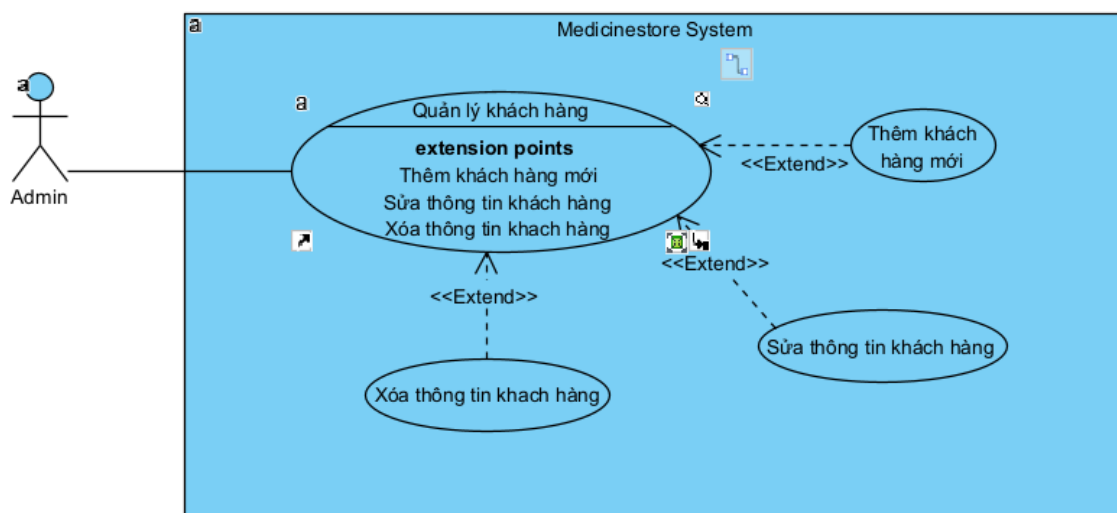 a
Medicinestore System
a
a
Quản lý khách hàng
extension points
Thêm khách hàng mới
Sửa thông tin khách hàng
Xóa thông tin khach hàng
Thêm khách
hàng mới
<<Extend>>
Admin
<<Extend>>
<<Extend>>
Sửa thông tin khách hàng
Xóa thông tin khach hàng